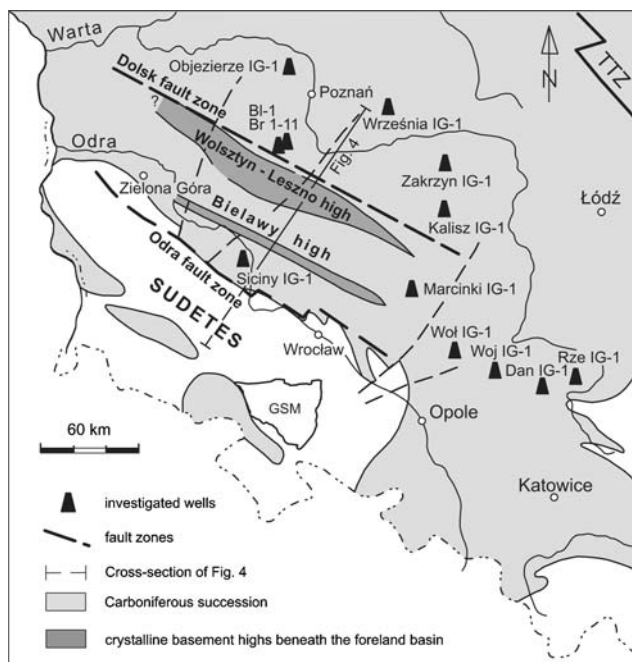 Warta
Objezierze IG-1
TTZ
Dolsk fault zone
Poznań
N
?
Bl-1
Br 1-11
Września IG-1
Odra
Wolsztyn - Leszno high
Fig. 4
Zakrzyn IG-1
Zielona Góra
Łódź
Bielawy high
Kalisz IG-1
Odra fault zone
Siciny IG-1
Marcinki IG-1
SUDETES
Wrocław
Woł IG-1
Woj IG-1
Rze IG-1
Dan IG-1
GSM
Opole
60 km
Katowice
investigated wells
fault zones
Cross-section of Fig. 4
Carboniferous succession
crystalline basement highs beneath the foreland basin